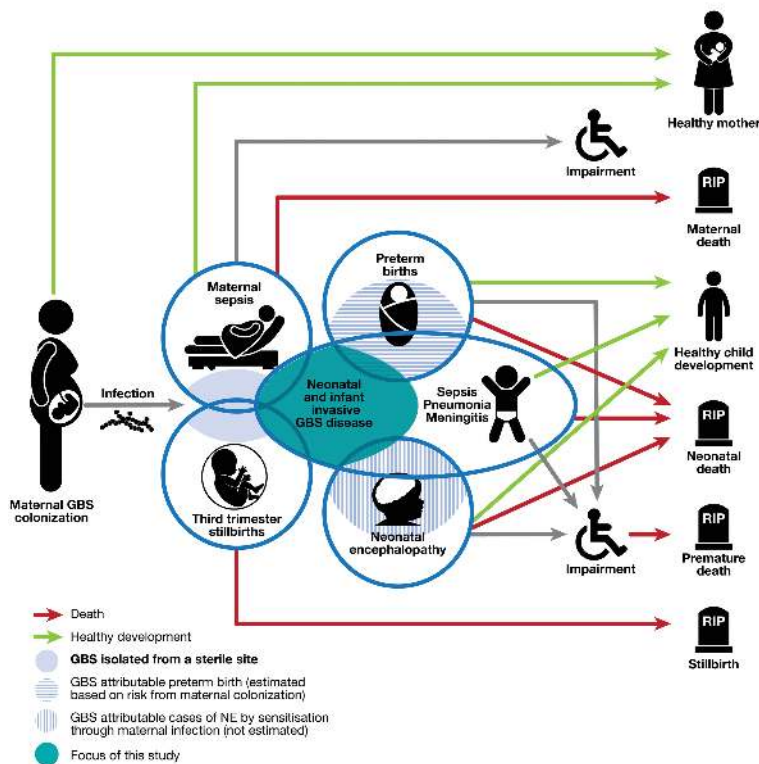 Healthy mother
Impairment
RIP
Maternal
death
Maternal
sepsis
Preterm
births
Healthy child
development
Infection
Neonatal
and infant
invasive
GBS disease
Sepsis
Pneumonia
Meningitis
RIP
Neonatal
death
Maternal GBS
colonization
Third trimester
stillbirths
Neonatal
encephalopathy
Impairment
RIP
Premature
death
RIP
Stillbirth
Death
Healthy development
GBS isolated from a sterile site
GBS attributable preterm birth (estimated
based on risk from maternal colonization)
GBS attributable cases of NE by sensitisation
through maternal infection (not estimated)
Focus of this study